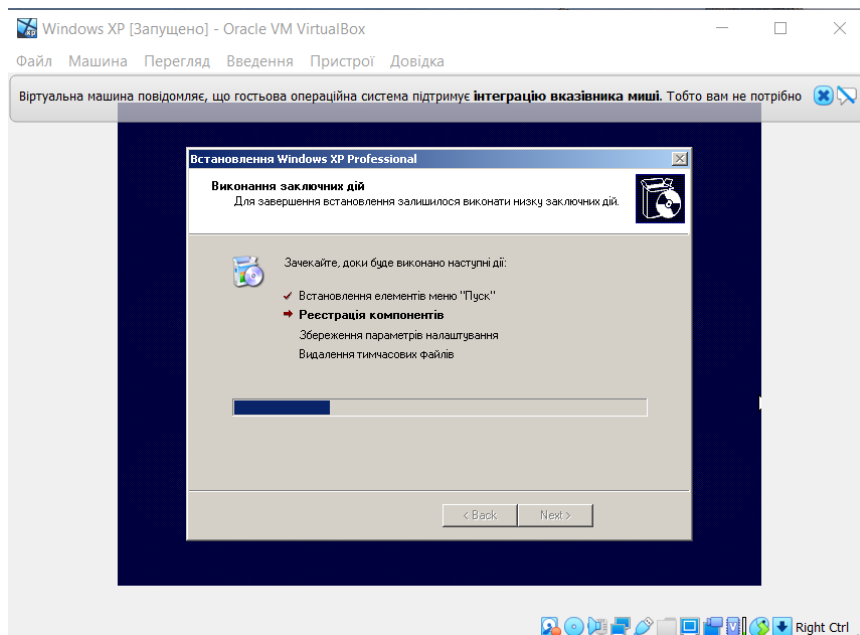 Windows XP [Запущено] - Oracle VM VirtualBox
Файл Машина Перегляд Введення Пристрої Довідка
Віртуальна машина повідомляє, що гостьова операційна система підтримує інтеграцію вказівника миші. Тобто вам не потрібно
Встановлення Windows XP Professional
Виконання заключних дій
Для завершення встановлення залишилося виконати низку заключних дій.
Зачекайте, доки буде виконано наступні дії:
Встановлення елементів меню "Пуск"
Реєстрація компонентів
Збереження параметрів налаштування
Видалення тимчасових файлів
< Back Next >
Right Ctrl